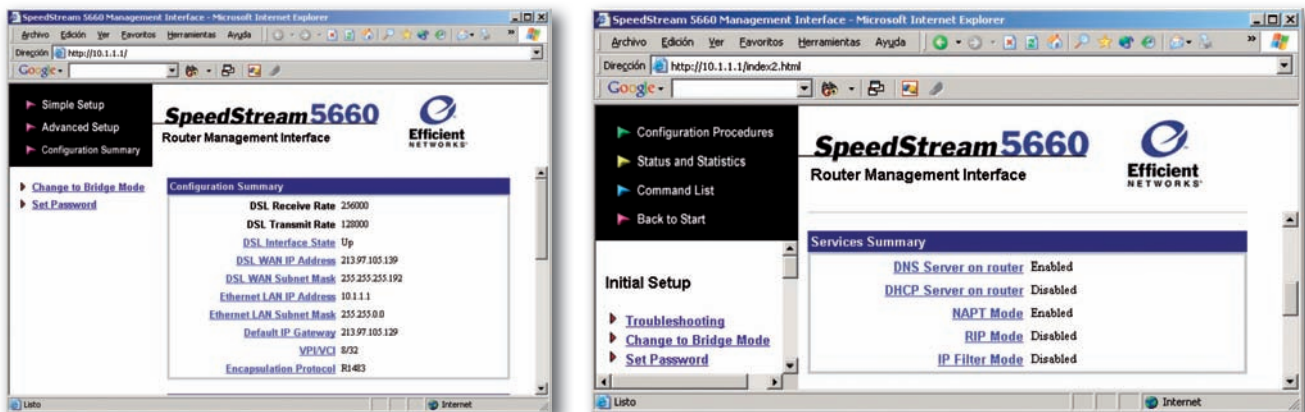 SpeedStream 5660 Management Interface - Microsoft Internet Explorer
Archivo Edición Ver Favoritos Herramientas Ayuda »
Dirección http://10.1.1.1/
Google
Simple Setup
Advanced Setup
Configuration Summary
SpeedStream 5660
Router Management Interface
Efficient
NETWORKS
Change to Bridge Mode
Set Password
Configuration Summary
DSL Receive Rate 256000
DSL Transmit Rate 128000
DSL Interface State Up
DSL WAN IP Address 213.97.105.139
DSL WAN Subnet Mask 255.255.255.192
Ethernet LAN IP Address 10.1.1.1
Ethernet LAN Subnet Mask 255.255.0.0
Default IP Gateway 213.97.105.129
VPI/VCI 8/32
Encapsulation Protocol R1483
Listo
Internet
SpeedStream 5660 Management Interface - Microsoft Internet Explorer
Archivo Edición Ver Favoritos Herramientas Ayuda »
Dirección http://10.1.1.1/index2.html
Google
Configuration Procedures
Status and Statistics
Command List
Back to Start
SpeedStream 5660
Router Management Interface
Efficient
NETWORKS
Initial Setup
Troubleshooting
Change to Bridge Mode
Set Password
Services Summary
DNS Server on router Enabled
DHCP Server on router Disabled
NAPT Mode Enabled
RIP Mode Disabled
IP Filter Mode Disabled
Listo
Internet